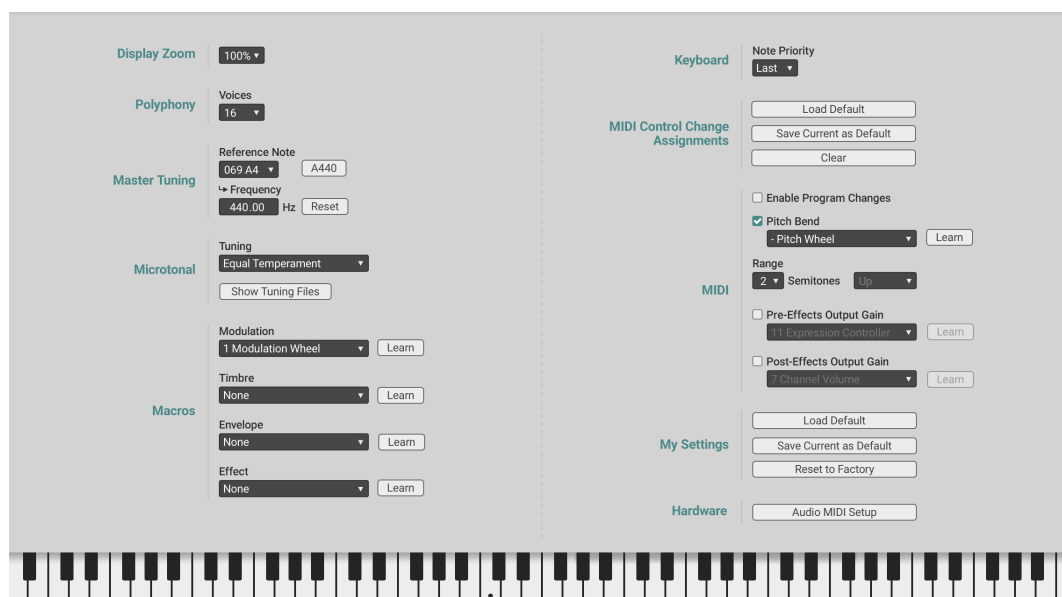 Display Zoom
100%
Polyphony
Voices
16
Master Tuning
Reference Note
069 A4
A440
↳ Frequency
440.00 Hz
Reset
Microtonal
Tuning
Equal Temperament
Show Tuning Files
Macros
Modulation
1 Modulation Wheel
Learn
Timbre
None
Learn
Envelope
None
Learn
Effect
None
Learn
Keyboard
Note Priority
Last
MIDI Control Change
Assignments
Load Default
Save Current as Default
Clear
MIDI
Enable Program Changes
Pitch Bend
- Pitch Wheel
Learn
Range
2 Semitones Up
Pre-Effects Output Gain
11 Expression Controller
Learn
Post-Effects Output Gain
7 Channel Volume
Learn
My Settings
Load Default
Save Current as Default
Reset to Factory
Hardware
Audio MIDI Setup